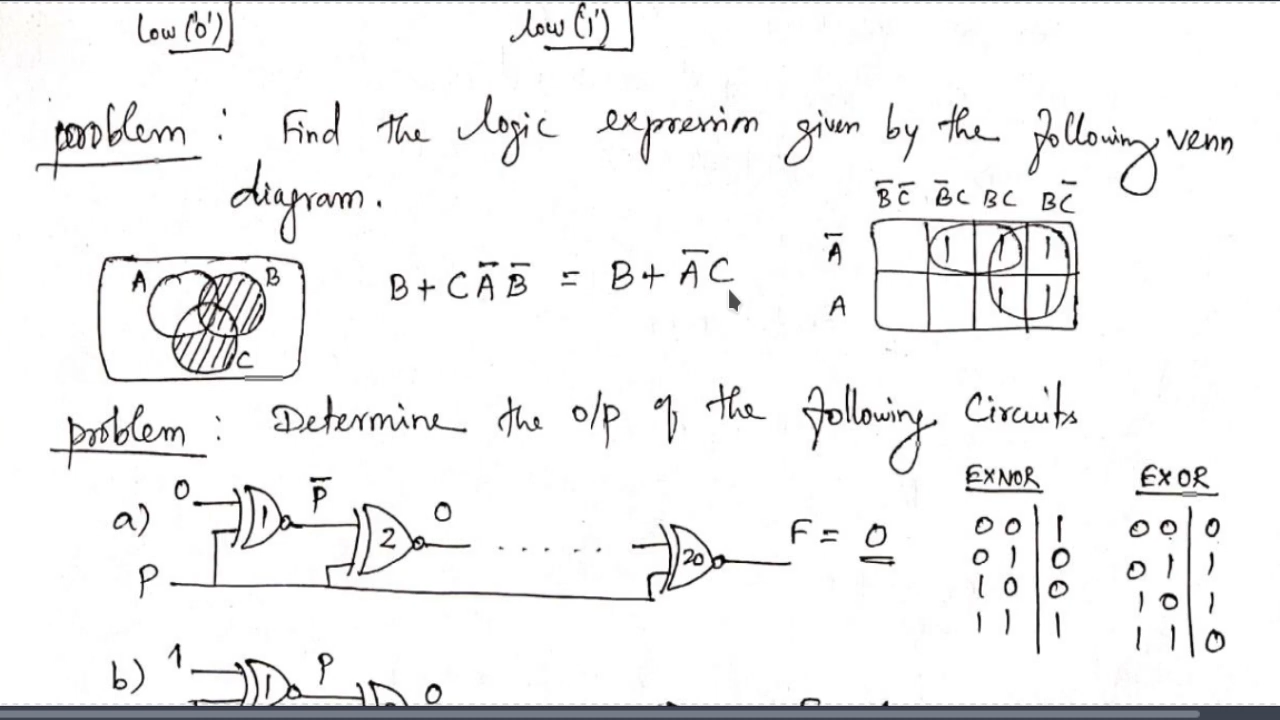 Low ('0') low ('1')
problem : Find the logic expression given by the following venn
diagram.
B̅C̅ B̅C BC BC̅
A̅ 1 1 1
A 1 1
A B
C
B + C A̅ B̅ = B + A̅ C
problem : Determine the o/p of the following Circuits
EXNOR EXOR
a) 0 1 P̅ 2 0 ...... 20 F = 0
P
0 0 1 0 0 0
0 1 0 0 1 1
1 0 0 1 0 1
1 1 1 1 1 0
b) 1 1 P 0